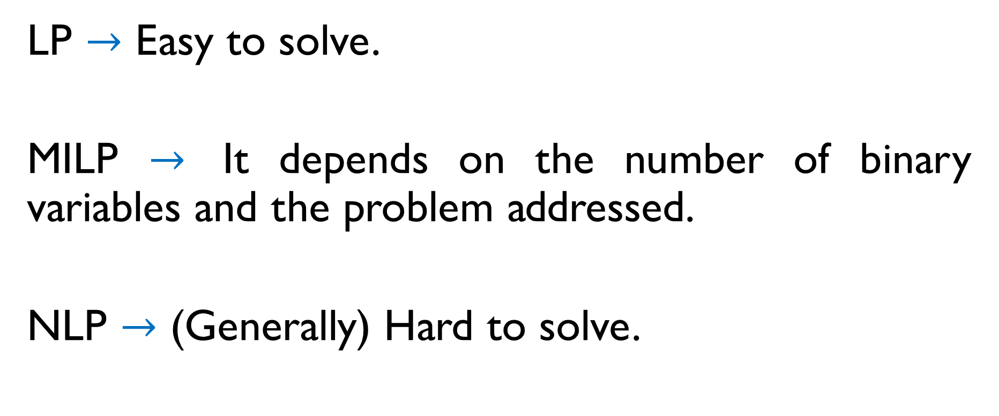 LP → Easy to solve.
MILP → It depends on the number of binary
variables and the problem addressed.
NLP → (Generally) Hard to solve.